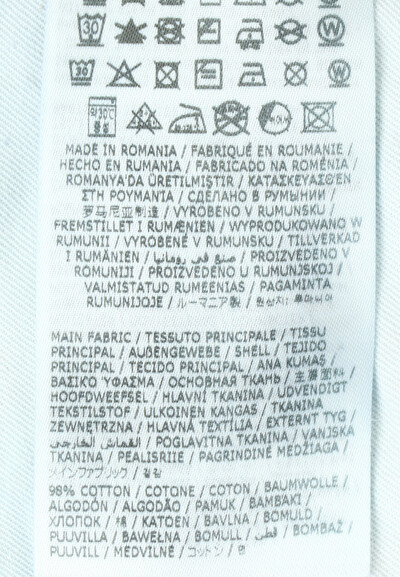 30
W
30
W
MADE IN ROMANIA / FABRIQUÉ EN ROUMANIE /
HECHO EN RUMANIA / FABRICADO NA ROMÉNIA /
ROMANYA'DA ÜRETILMIŞTIR / ΚΑΤΑΣΚΕΥΑΣΘΕΝ
ΣΤΗ ΡΟΥΜΑΝΙΑ / СДЕЛАНО В РУМЫНИИ /
罗马尼亚制造 / VYROBENO V RUMUNSKU /
FREMSTILLET I RUMÆNIEN / WYPRODUKOWANO W
RUMUNII / VYROBENÉ V RUMUNSKU / TILLVERKAD
I RUMÄNIEN / صنع في رومانيا / PROIZVEDENO V
ROMUNIJI / PROIZVEDENO U RUMUNJSKOJ /
VALMISTATUD RUMEENIAS / PAGAMINTA
RUMUNIJOJE / ルーマニア製 / 원산지: 루마니아
MAIN FABRIC / TESSUTO PRINCIPALE / TISSU
PRINCIPAL / AUßENGEWEBE / SHELL / TEJIDO
PRINCIPAL / TECIDO PRINCIPAL / ANA KUMAŞ /
ΒΑΣΙΚΟ ΎΦΑΣΜΑ / ОСНОВНАЯ ТКАНЬ / 主要面料 /
HOOFDWEEFSEL / HLAVNÍ TKANINA / UDVENDIGT
TEKSTILSTOF / ULKOINEN KANGAS / TKANINA
ZEWNĘTRZNA / HLAVNÁ TEXTÍLIA / EXTERNT TYG /
القماش الخارجي / POGLAVITNA TKANINA / VANJSKA
TKANINA / PEALISRIIE / PAGRINDINĖ MEDŽIAGA /
メインファブリック / 겉감
98% COTTON / COTONE / COTON / BAUMWOLLE /
ALGODÓN / ALGODÃO / PAMUK / ΒΑΜΒΑΚΙ /
ХЛОПОК / 棉 / KATOEN / BAVLNA / BOMULD /
PUUVILLA / BAWEŁNA / BOMULL / قطن / BOMBAŽ /
PUUVILL / MEDVILNĖ / コットン / 면